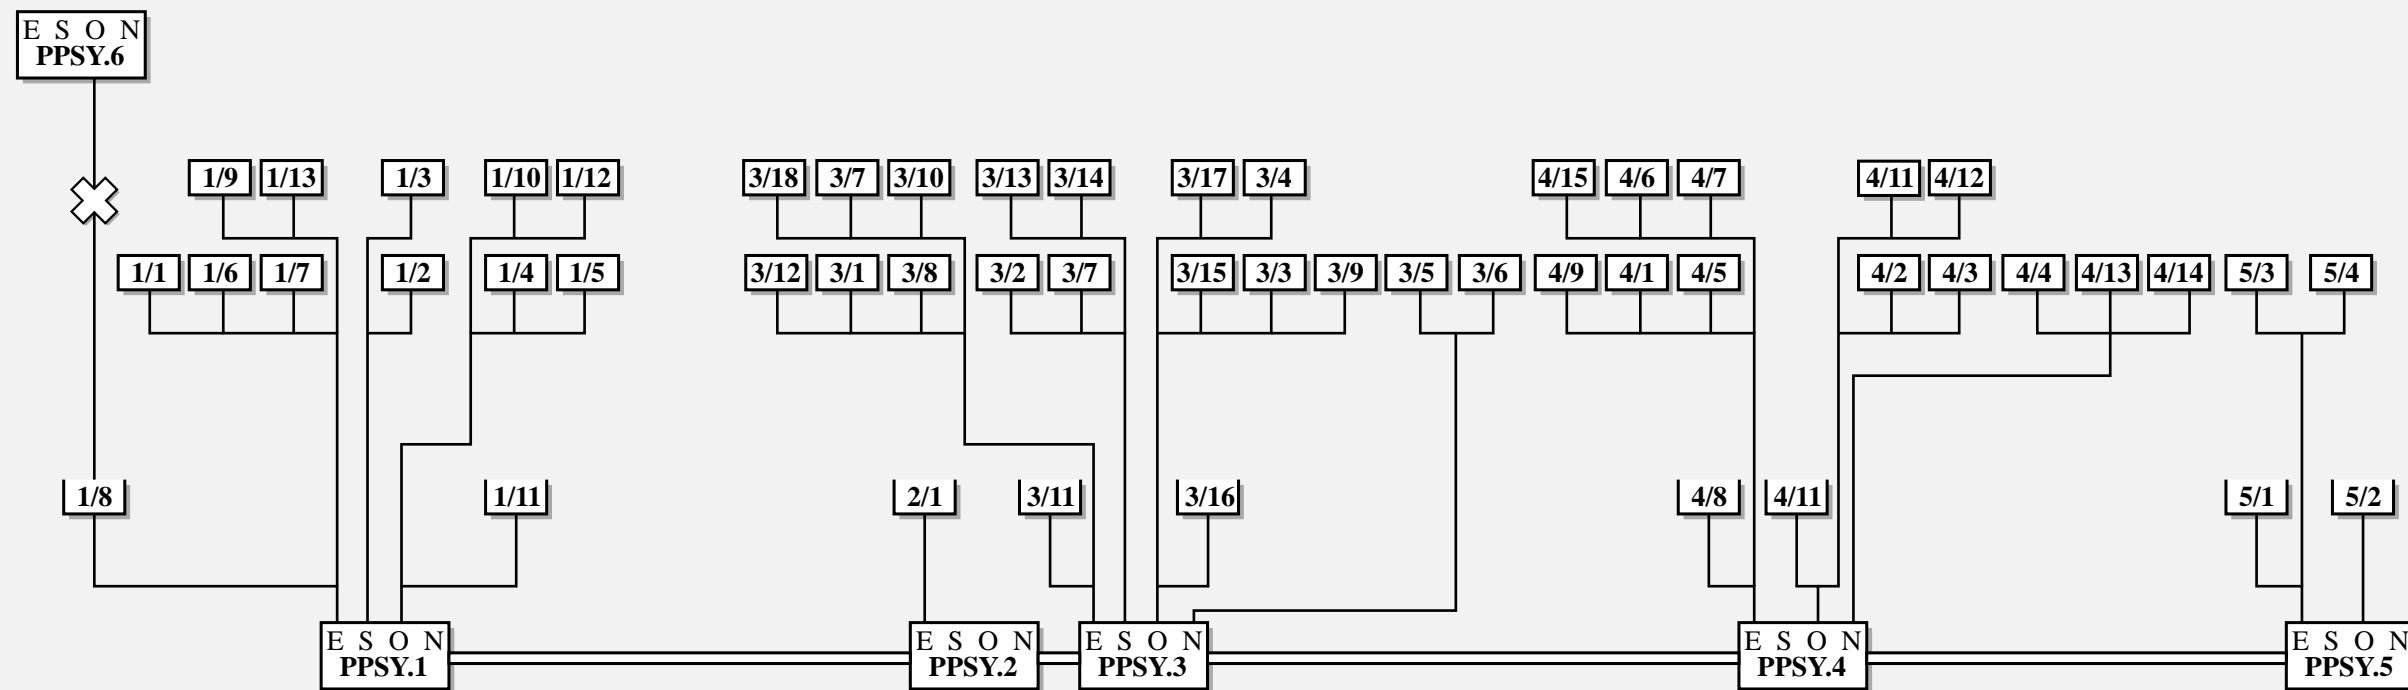 E S O N
PPSY.6
1/9 1/13 1/3 1/10 1/12 3/18 3/7 3/10 3/13 3/14 3/17 3/4 4/15 4/6 4/7 4/11 4/12
1/1 1/6 1/7 1/2 1/4 1/5 3/12 3/1 3/8 3/2 3/7 3/15 3/3 3/9 3/5 3/6 4/9 4/1 4/5 4/2 4/3 4/4 4/13 4/14 5/3 5/4
1/8 1/11 2/1 3/11 3/16 4/8 4/11 5/1 5/2
E S O N E S O N E S O N E S O N E S O N
PPSY.1 PPSY.2 PPSY.3 PPSY.4 PPSY.5